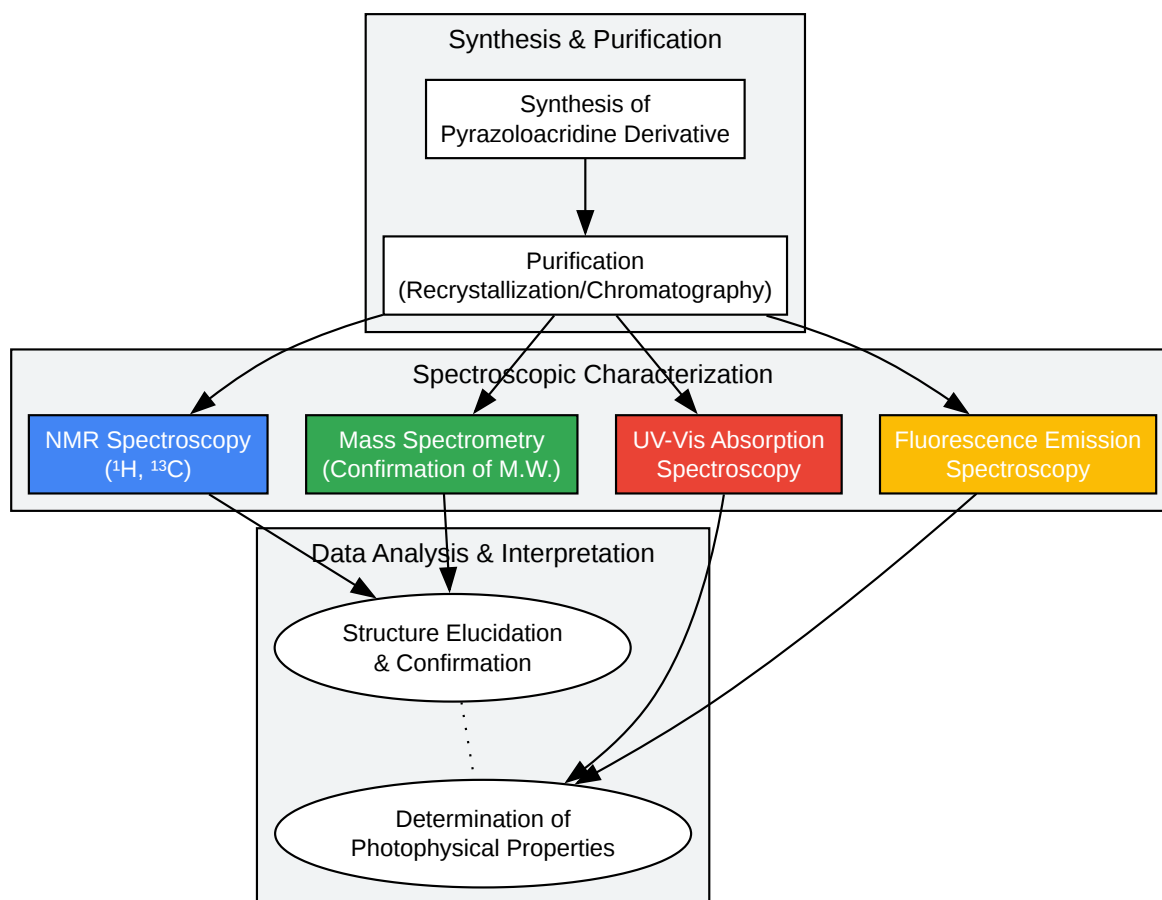 Synthesis & Purification
Synthesis of
Pyrazoloacridine Derivative
Purification
(Recrystallization/Chromatography)
Spectroscopic Characterization
NMR Spectroscopy
(¹H, ¹³C)
Mass Spectrometry
(Confirmation of M.W.)
UV-Vis Absorption
Spectroscopy
Fluorescence Emission
Spectroscopy
Data Analysis & Interpretation
Structure Elucidation
& Confirmation
Determination of
Photophysical Properties